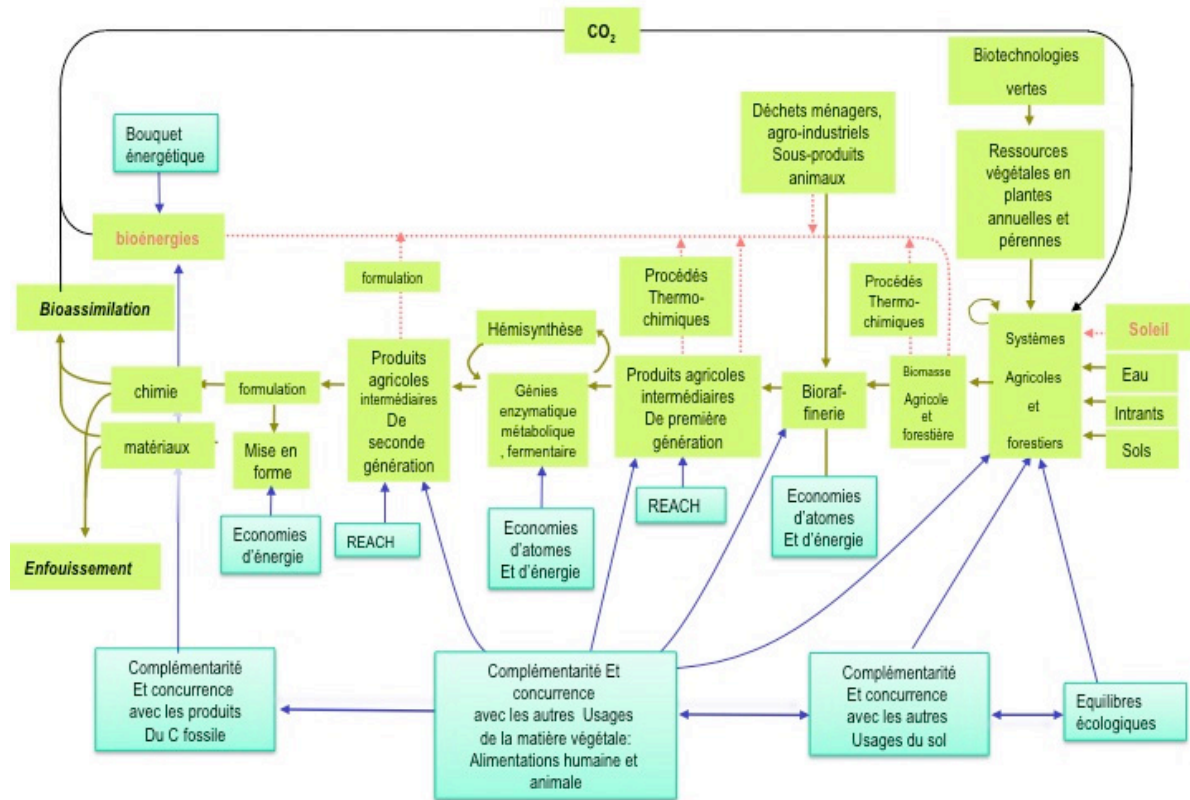 CO₂
Biotechnologies
vertes
Bouquet
énergétique
Déchets ménagers,
agro-industriels
Sous-produits
animaux
Ressources
végétales en
plantes
annuelles et
pérennes
bioénergies
formulation
Procédés
Thermo-
chimiques
Procédés
Thermo-
chimiques
Bioassimilation
Hémisynthèse
Soleil
Systèmes
Agricoles
et
forestiers
Eau
Intrants
Sols
chimie
matériaux
formulation
Mise en
forme
Produits
agricoles
intermédiaires
De
seconde
génération
Génies
enzymatique
métabolique
, fermentaire
Produits agricoles
intermédiaires
De première
génération
Bioraf-
finerie
Biomasse
Agricole et
forestière
Economies
d'énergie
REACH
Economies
d'atomes
Et d'énergie
REACH
Economies
d'atomes
Et d'énergie
Enfouissement
Complémentarité
Et concurrence
avec les produits
Du C fossile
Complémentarité Et
concurrence
avec les autres Usages
de la matière végétale:
Alimentations humaine et
animale
Complémentarité
Et concurrence
avec les autres
Usages du sol
Equilibres
écologiques